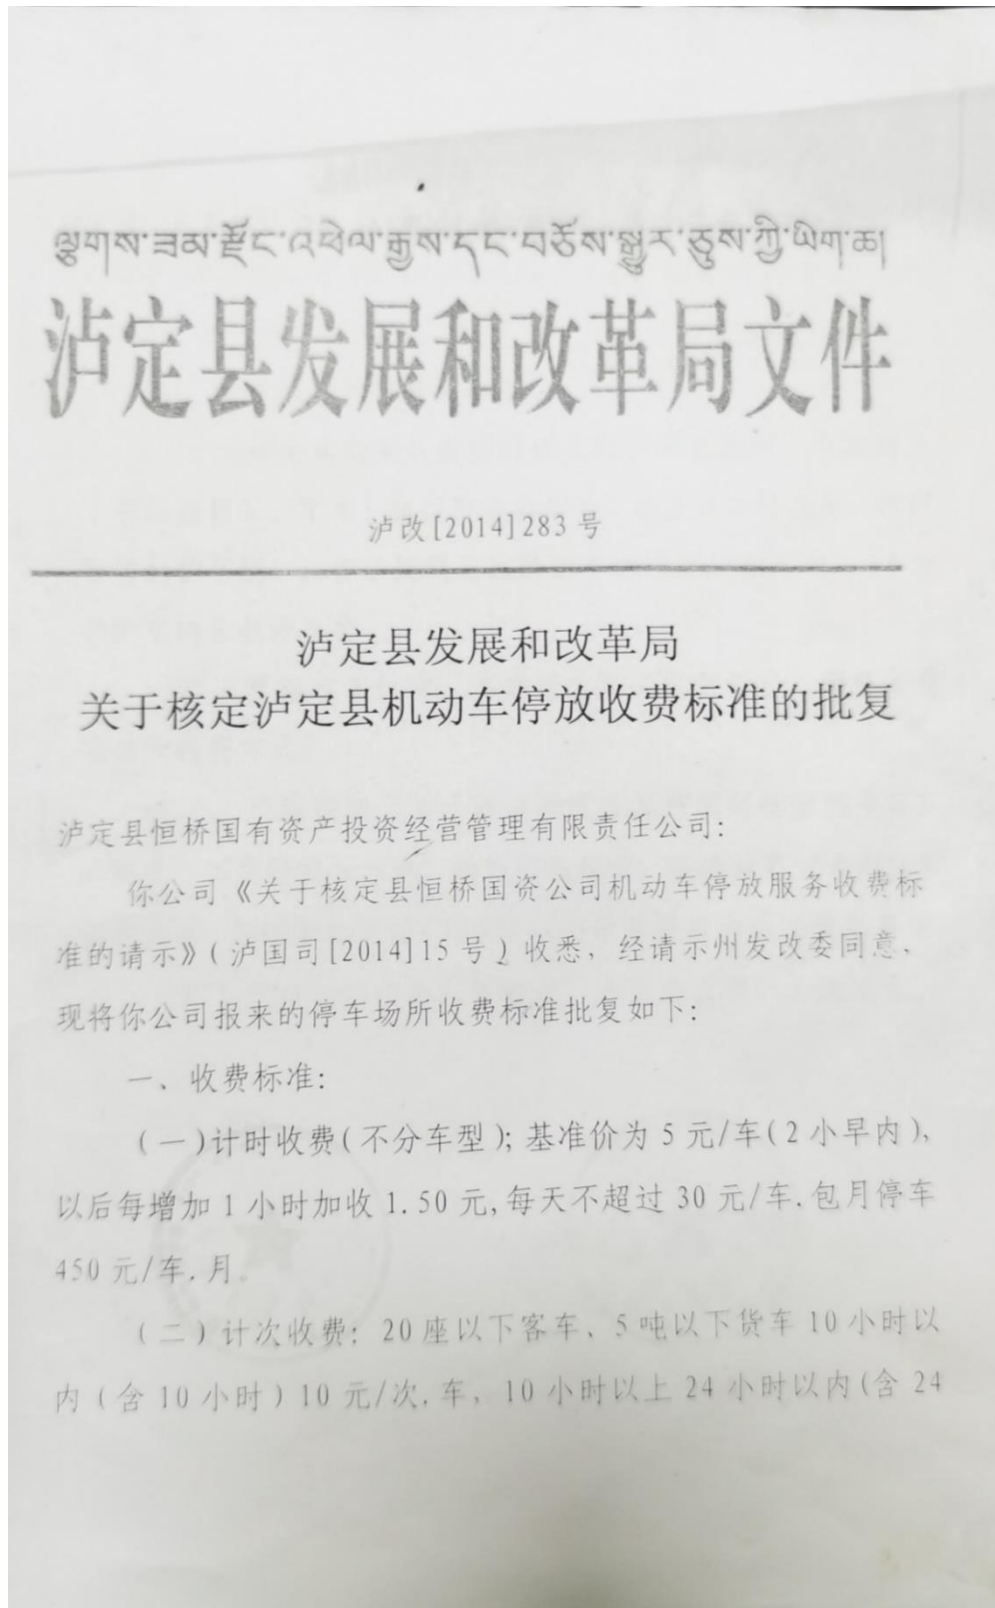 ལྕགས་ཟམ་རྫོང་འཕེལ་རྒྱས་དང་བཅོས་སྒྱུར་ཅུས་ཀྱི་ཡིག་ཆ།
泸定县发展和改革局文件
泸改[2014]283号
泸定县发展和改革局
关于核定泸定县机动车停放收费标准的批复
泸定县恒桥国有资产投资经营管理有限责任公司:
你公司《关于核定县恒桥国资公司机动车停放服务收费标
准的请示》(泸国司[2014]15号)收悉,经请示州发改委同意,
现将你公司报来的停车场所收费标准批复如下:
一、收费标准:
(一)计时收费(不分车型);基准价为5元/车(2小早内),
以后每增加1小时加收1.50元,每天不超过30元/车.包月停车
450元/车.月。
(二)计次收费:20座以下客车、5吨以下货车10小时以
内(含10小时)10元/次.车,10小时以上24小时以内(含24